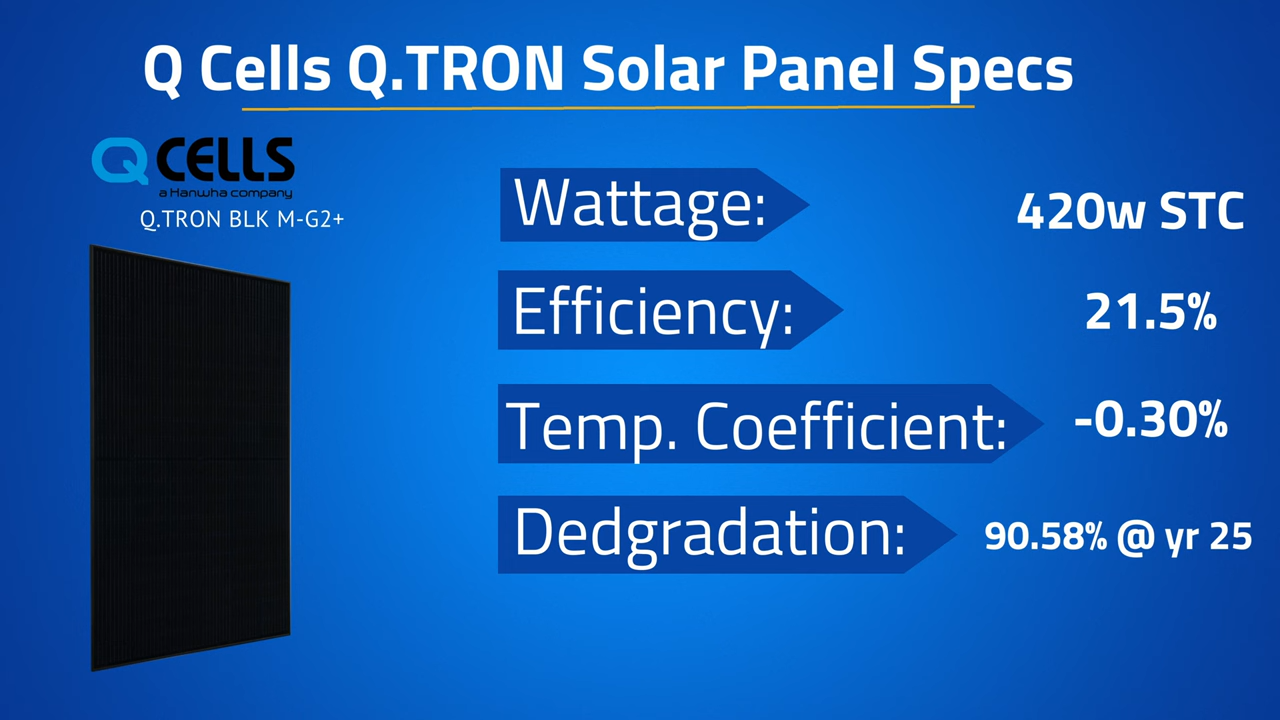 Q Cells Q.TRON Solar Panel Specs
Q CELLS
a Hanwha company
Q.TRON BLK M-G2+
Wattage: 420w STC
Efficiency: 21.5%
Temp. Coefficient: -0.30%
Dedgradation: 90.58% @ yr 25